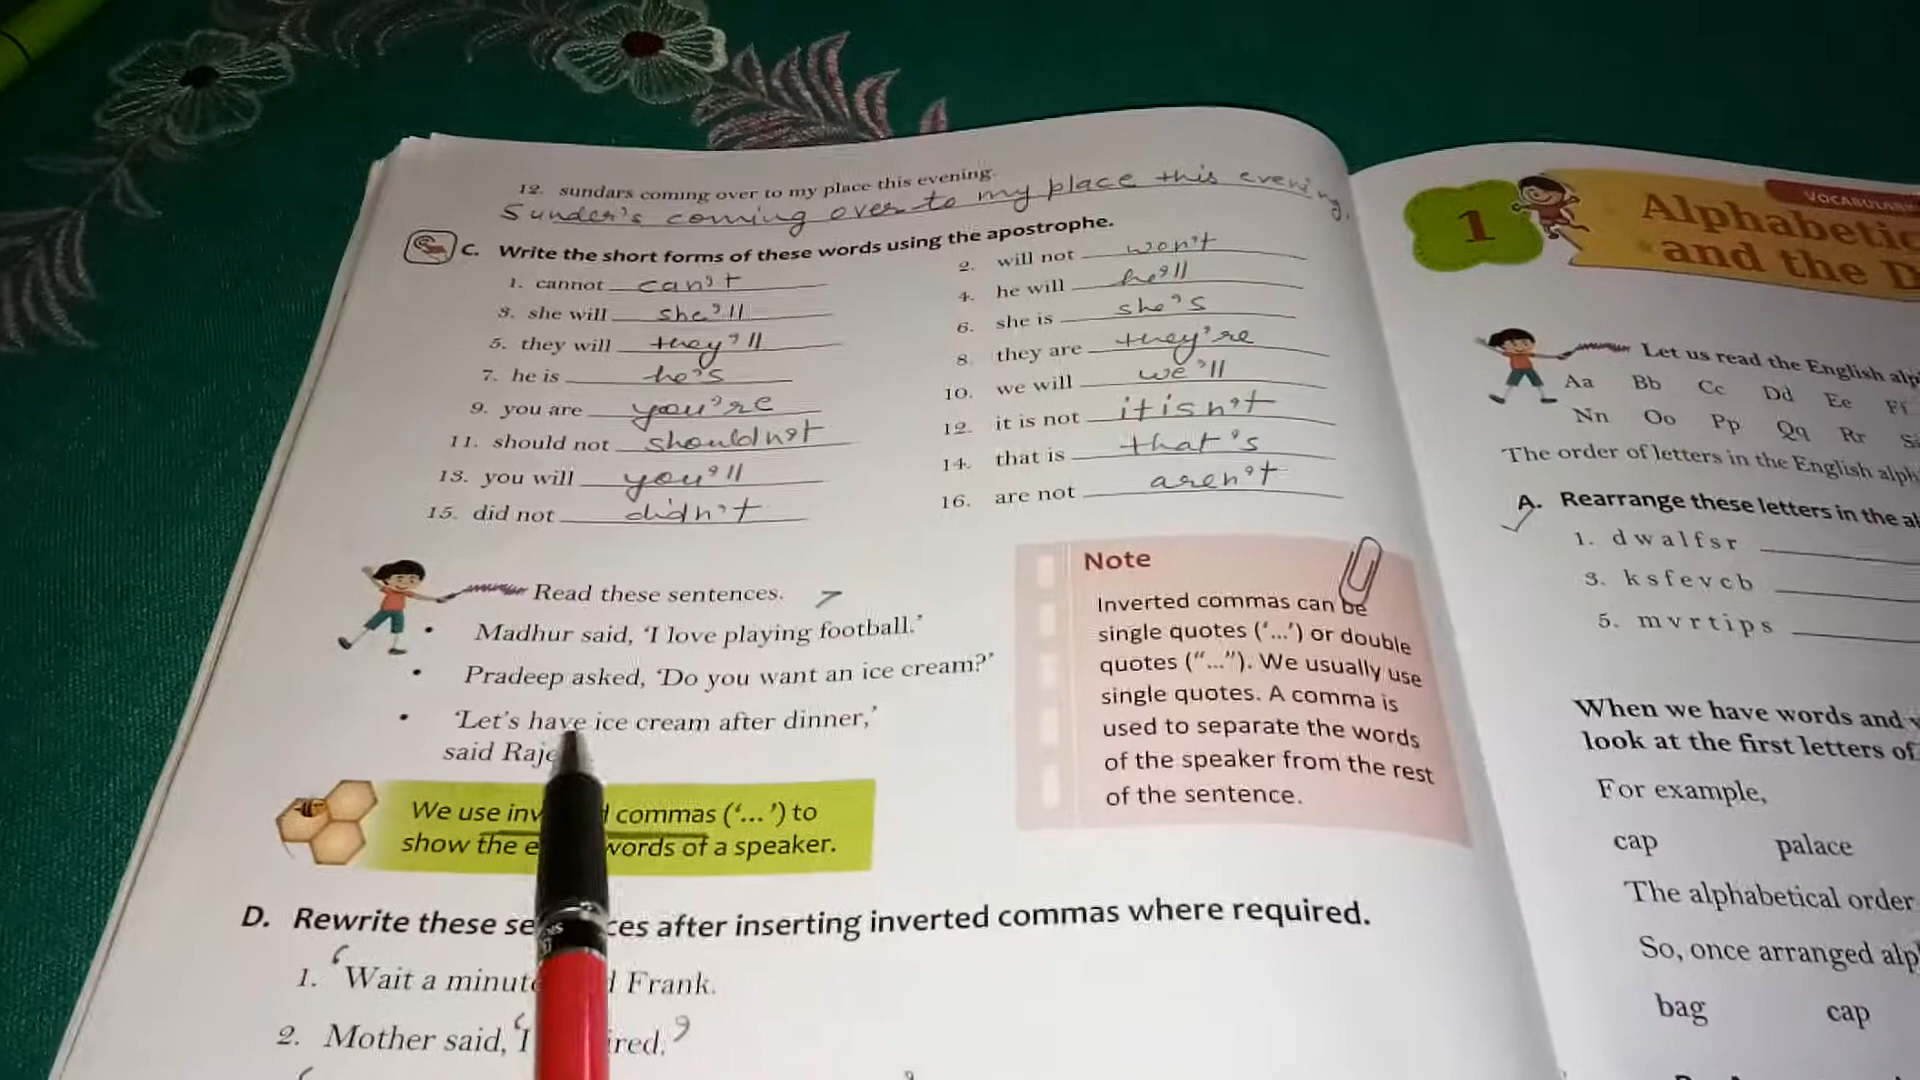 12. sundars coming over to my place this evening.
Sunder's coming over to my place this evening.
C. Write the short forms of these words using the apostrophe.
1. cannot can't
2. will not won't
3. she will she'll
4. he will he'll
5. they will they'll
6. she is she's
7. he is he's
8. they are they're
9. you are you're
10. we will we'll
11. should not shouldn't
12. it is not it isn't
13. you will you'll
14. that is that's
15. did not didn't
16. are not aren't
Read these sentences.
• Madhur said, 'I love playing football.'
• Pradeep asked, 'Do you want an ice cream?'
• 'Let's have ice cream after dinner,'
said
We use commas ('...') to
show the words of a speaker.
Note
Inverted commas can be
single quotes ('...') or double
quotes ("..."). We usually use
single quotes. A comma is
used to separate the words
of the speaker from the rest
of the sentence.
D. Rewrite these after inserting inverted commas where required.
1. 'Wait a Frank.
2. Mother said, '
1
VOCABULARY
and the
Let us read the English
Aa Bb Cc Dd Ee Ff
Nn Oo Pp Qq Rr
The order of letters in the English
A. Rearrange these letters in the
1. d w a l f s r
3. k s f e v c b
5. m v r t i p s
When we have words and
look at the first letters of
For example,
cap palace
The alphabetical order
So, once arranged
bag cap